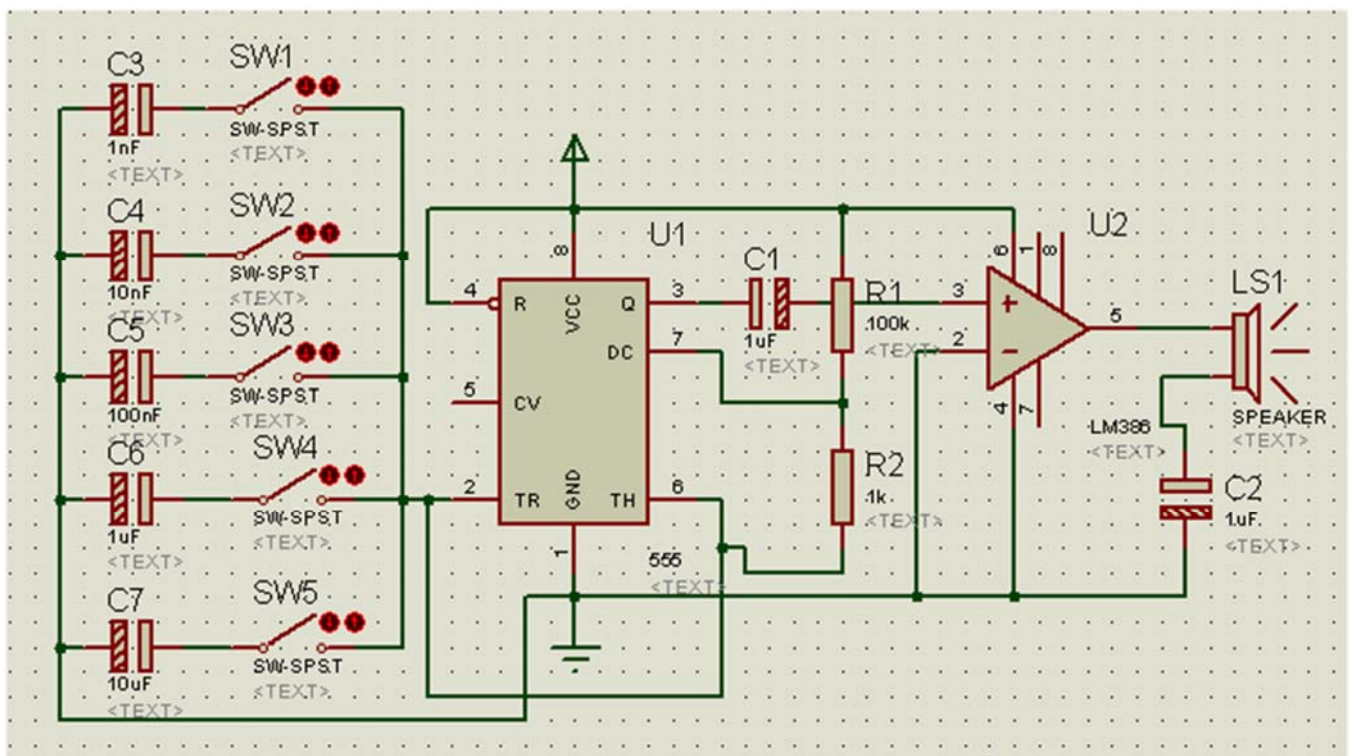 C3
SW1
1nF
SW-SPST
<TEXT>
<TEXT>
C4
SW2
10nF
SW-SPST
<TEXT>
<TEXT>
C5
SW3
100nF
SW-SPST
<TEXT>
<TEXT>
C6
SW4
1uF
SW-SPST
<TEXT>
<TEXT>
C7
SW5
10uF
SW-SPST
<TEXT>
<TEXT>
U1
8
4
R
VCC
Q
3
DC
7
5
CV
2
TR
GND
TH
6
1
555
<TEXT>
C1
1uF
<TEXT>
R1
100k
<TEXT>
R2
1k
<TEXT>
U2
6
1
8
3
+
2
-
5
4
7
LM386
<TEXT>
LS1
SPEAKER
<TEXT>
C2
1uF
<TEXT>